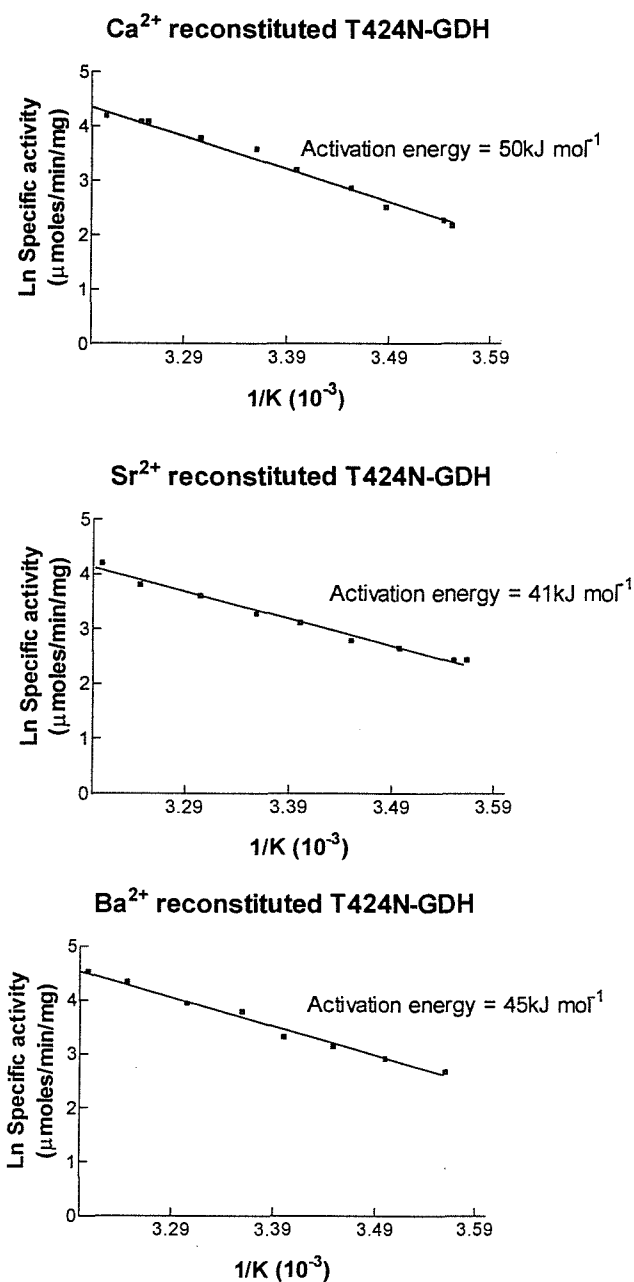 Ca²⁺ reconstituted T424N-GDH
Ln Specific activity
(μmoles/min/mg)
5
4
3
2
1
0
Activation energy = 50kJ mol⁻¹
3.29 3.39 3.49 3.59
1/K (10⁻³)
Sr²⁺ reconstituted T424N-GDH
Ln Specific activity
(μmoles/min/mg)
5
4
3
2
1
0
Activation energy = 41kJ mol⁻¹
3.29 3.39 3.49 3.59
1/K (10⁻³)
Ba²⁺ reconstituted T424N-GDH
Ln Specific activity
(μmoles/min/mg)
5
4
3
2
1
0
Activation energy = 45kJ mol⁻¹
3.29 3.39 3.49 3.59
1/K (10⁻³)